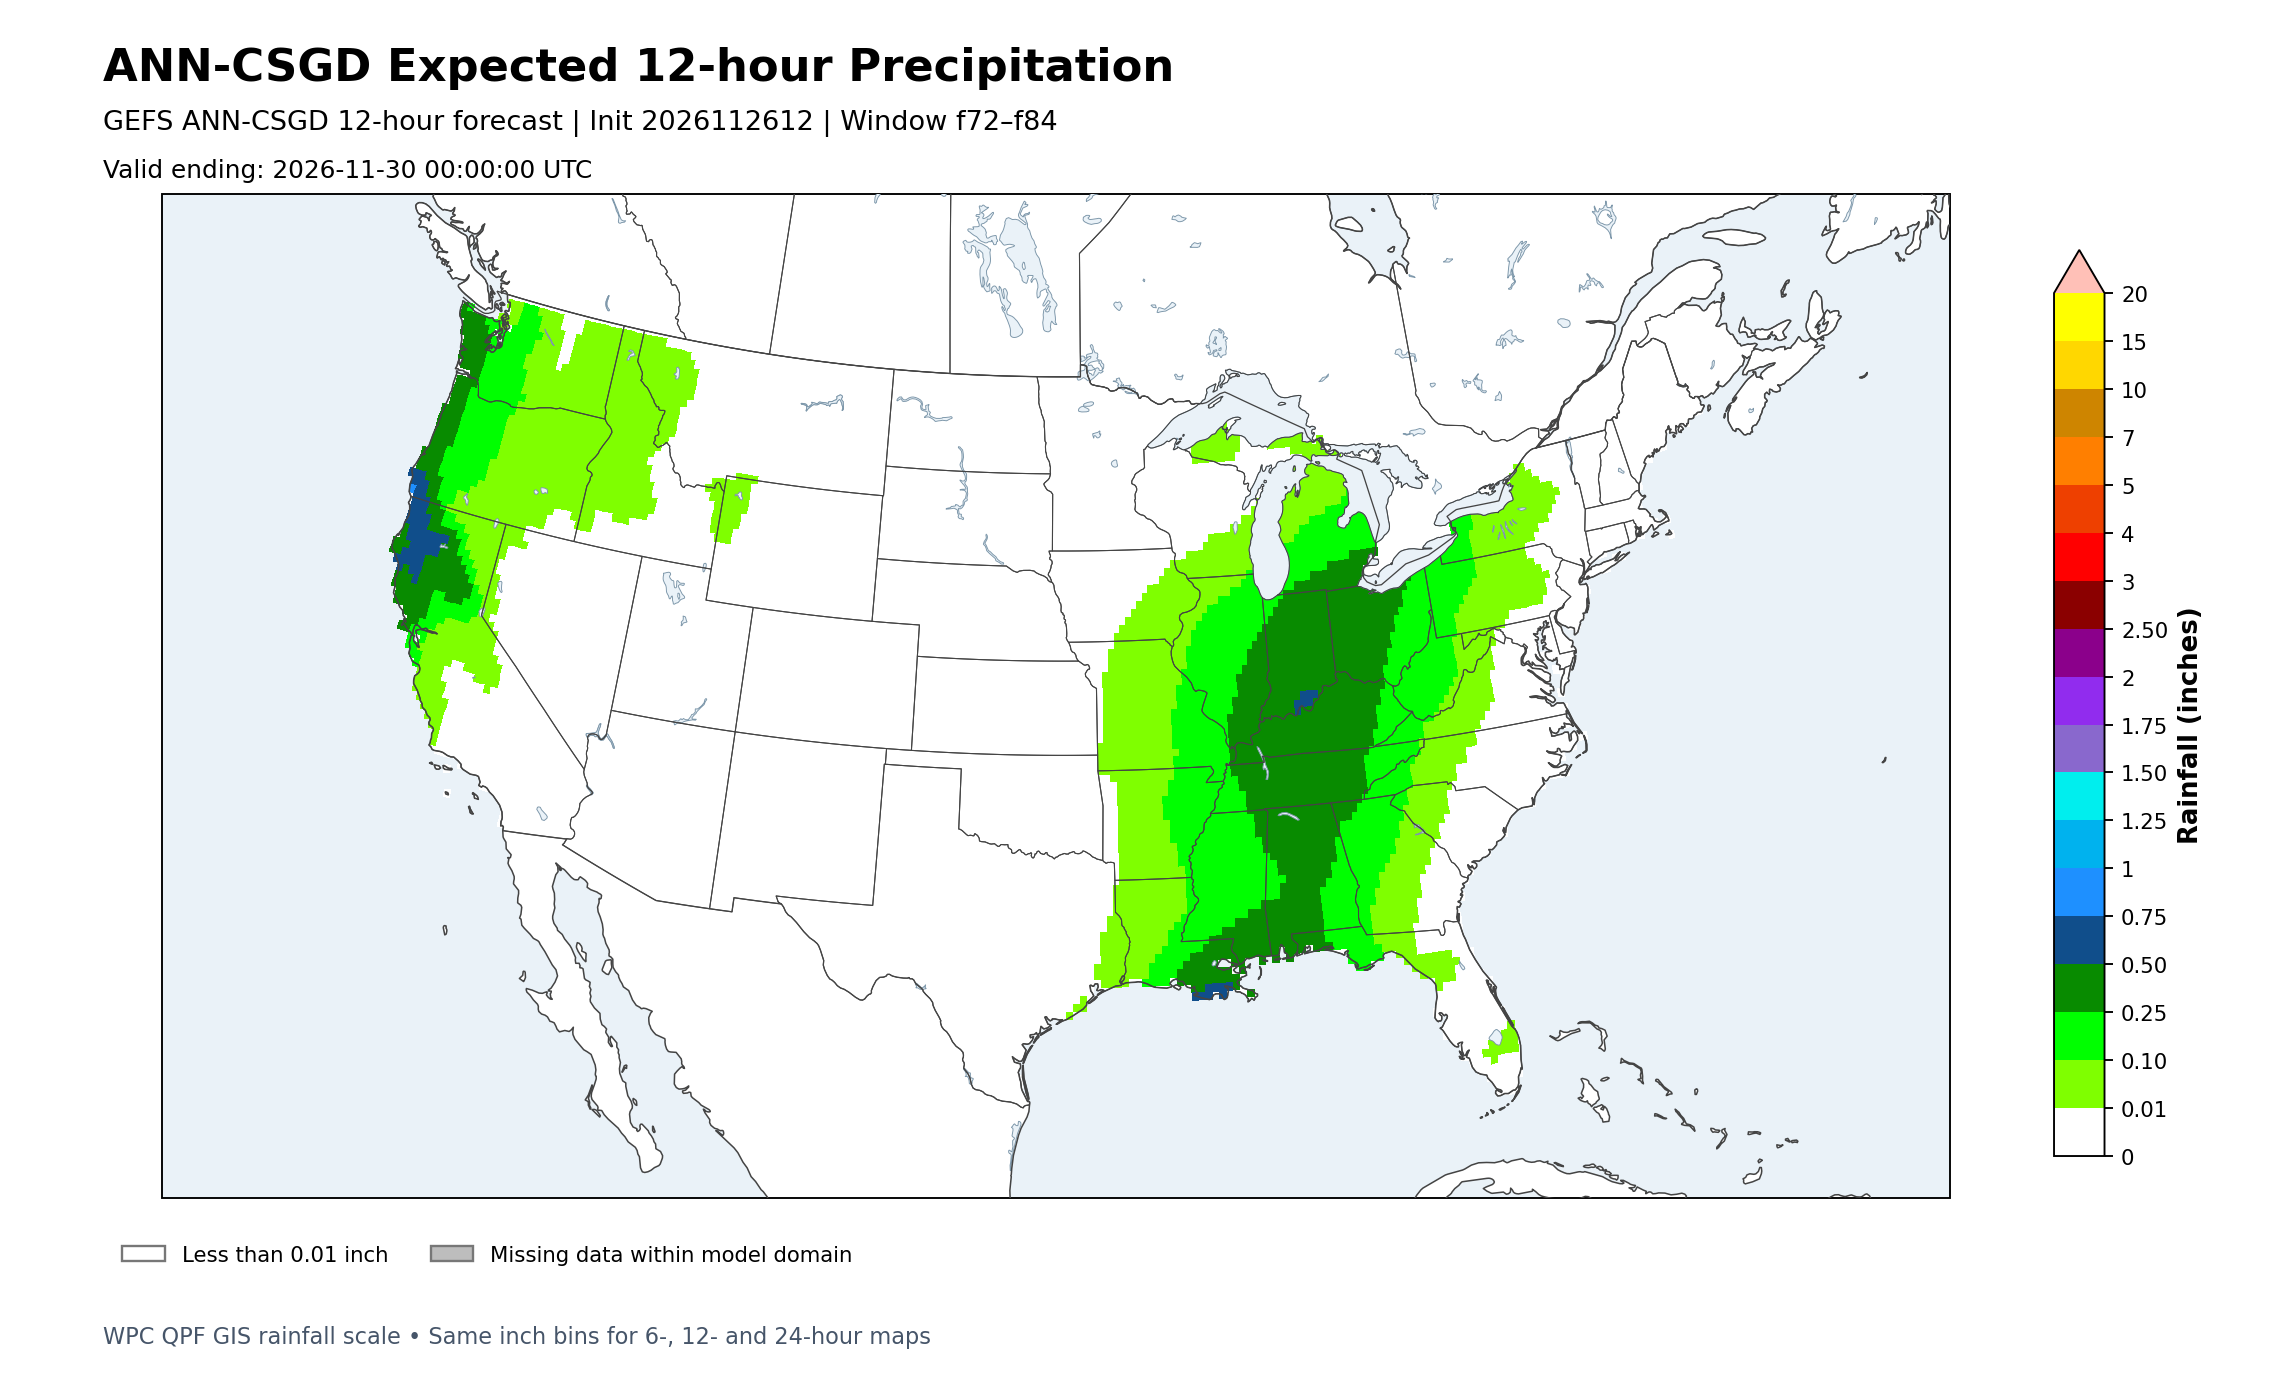 ANN-CSGD Expected 12-hour Precipitation
GEFS ANN-CSGD 12-hour forecast | Init 2026112612 | Window f72–f84
Valid ending: 2026-11-30 00:00:00 UTC
20
15
10
7
5
4
3
2.50
2
1.75
1.50
1.25
1
0.75
0.50
0.25
0.10
0.01
0
Rainfall (inches)
Less than 0.01 inch
Missing data within model domain
WPC QPF GIS rainfall scale • Same inch bins for 6-, 12- and 24-hour maps